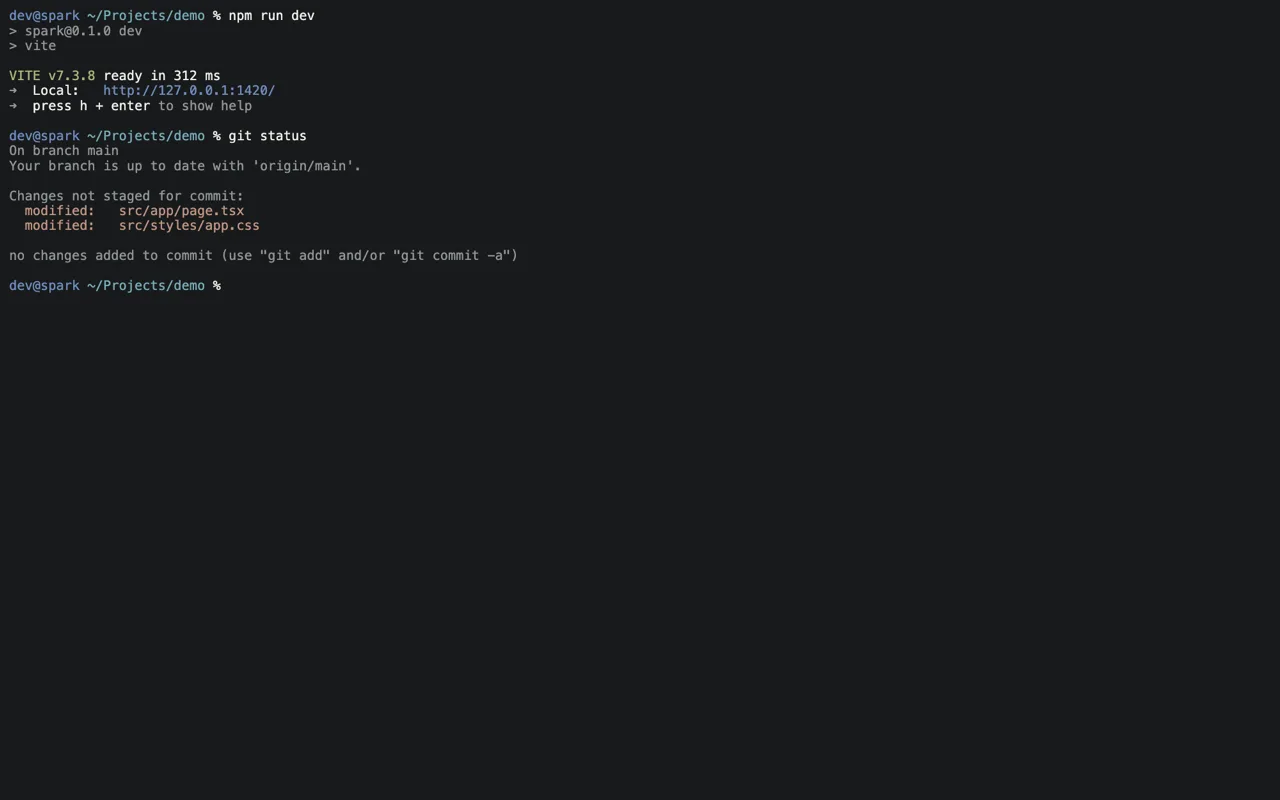 dev@spark ~/Projects/demo % npm run dev
> spark@0.1.0 dev
> vite
VITE v7.3.8 ready in 312 ms
➜  Local:   http://127.0.0.1:1420/
➜  press h + enter to show help
dev@spark ~/Projects/demo % git status
On branch main
Your branch is up to date with 'origin/main'.
Changes not staged for commit:
  modified:   src/app/page.tsx
  modified:   src/styles/app.css
no changes added to commit (use "git add" and/or "git commit -a")
dev@spark ~/Projects/demo %